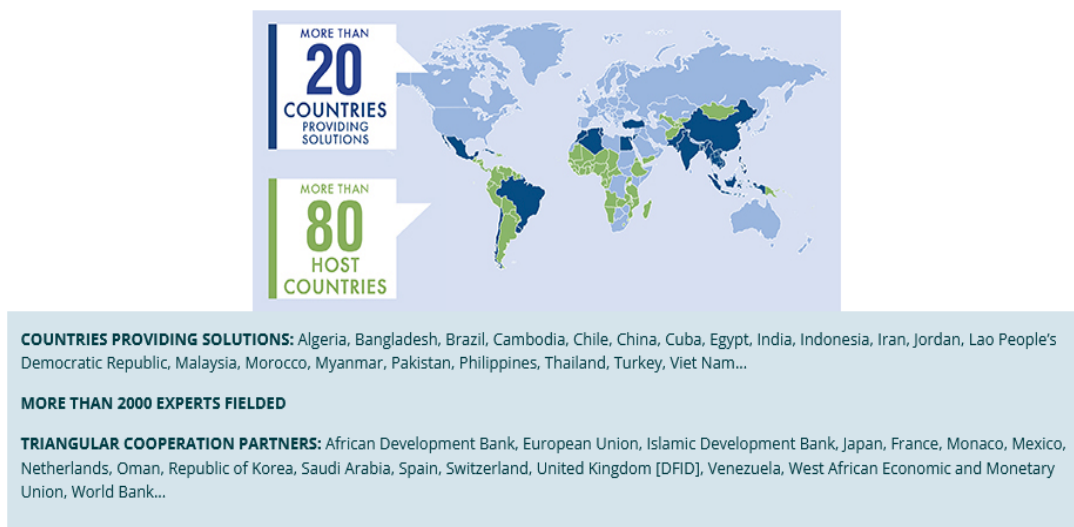 MORE THAN
20
COUNTRIES
PROVIDING
SOLUTIONS
MORE THAN
80
HOST
COUNTRIES
COUNTRIES PROVIDING SOLUTIONS: Algeria, Bangladesh, Brazil, Cambodia, Chile, China, Cuba, Egypt, India, Indonesia, Iran, Jordan, Lao People's
Democratic Republic, Malaysia, Morocco, Myanmar, Pakistan, Philippines, Thailand, Turkey, Viet Nam...
MORE THAN 2000 EXPERTS FIELDED
TRIANGULAR COOPERATION PARTNERS: African Development Bank, European Union, Islamic Development Bank, Japan, France, Monaco, Mexico,
Netherlands, Oman, Republic of Korea, Saudi Arabia, Spain, Switzerland, United Kingdom [DFID], Venezuela, West African Economic and Monetary
Union, World Bank...